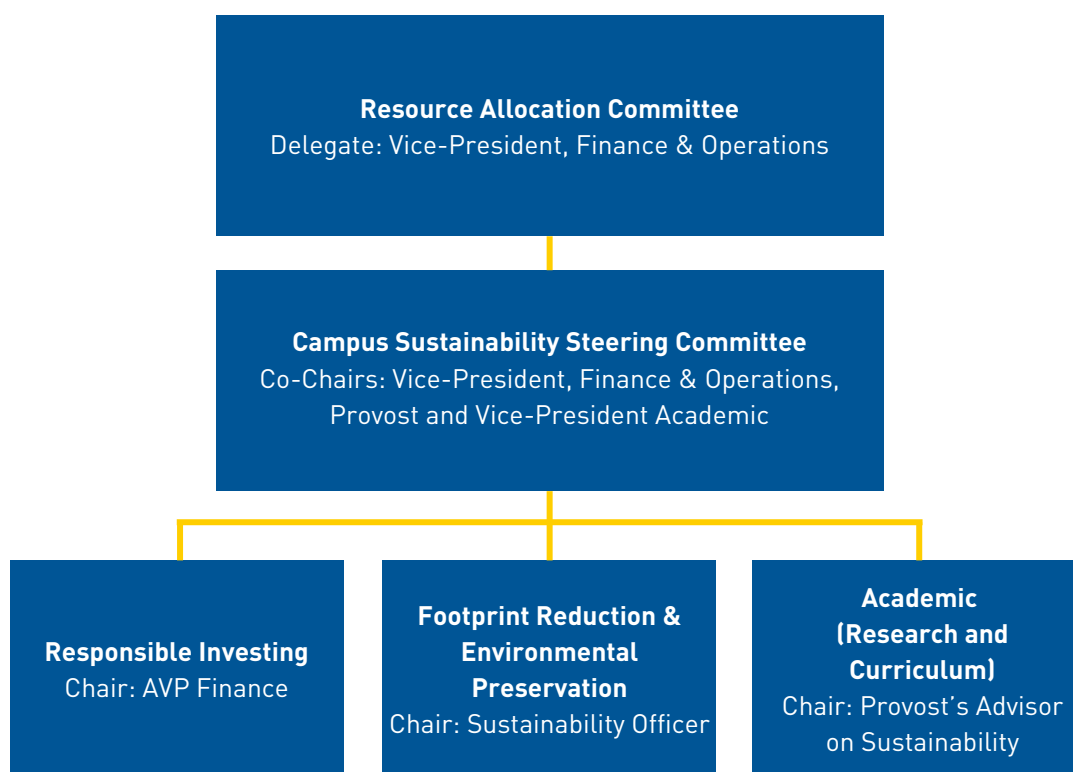 Resource Allocation Committee
Delegate: Vice-President, Finance & Operations
Campus Sustainability Steering Committee
Co-Chairs: Vice-President, Finance & Operations,
Provost and Vice-President Academic
Responsible Investing
Chair: AVP Finance
Footprint Reduction &
Environmental
Preservation
Chair: Sustainability Officer
Academic
(Research and
Curriculum)
Chair: Provost’s Advisor
on Sustainability